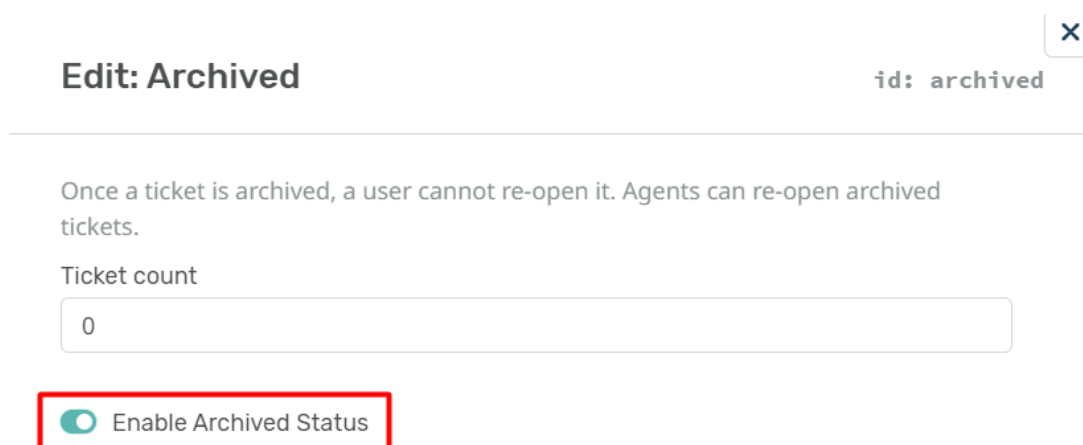 Edit: Archived
id: archived
Once a ticket is archived, a user cannot re-open it. Agents can re-open archived
tickets.
Ticket count
0
Enable Archived Status